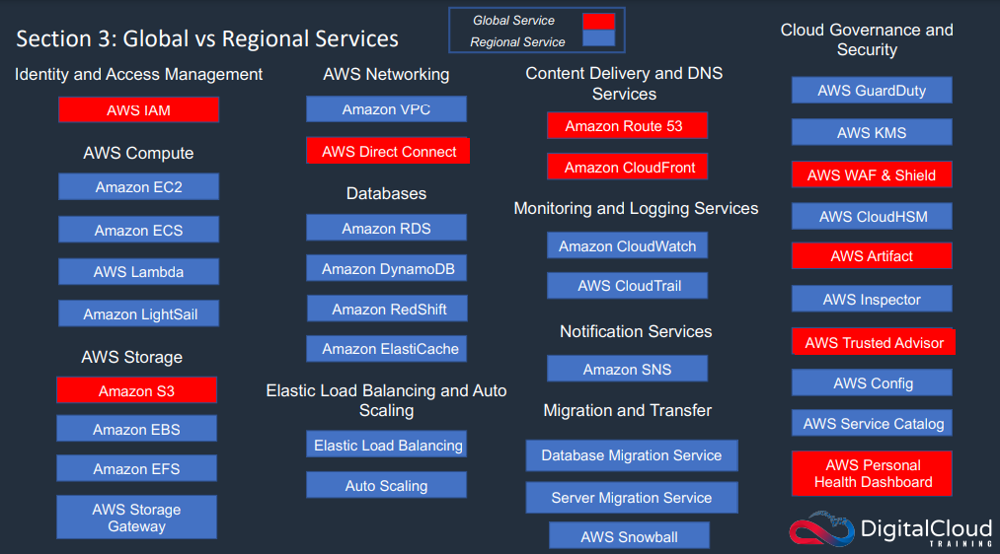 Section 3: Global vs Regional Services
Global Service
Regional Service
Identity and Access Management
AWS IAM
AWS Compute
Amazon EC2
Amazon ECS
AWS Lambda
Amazon LightSail
AWS Storage
Amazon S3
Amazon EBS
Amazon EFS
AWS Storage
Gateway
AWS Networking
Amazon VPC
AWS Direct Connect
Databases
Amazon RDS
Amazon DynamoDB
Amazon RedShift
Amazon ElastiCache
Elastic Load Balancing and Auto
Scaling
Elastic Load Balancing
Auto Scaling
Content Delivery and DNS
Services
Amazon Route 53
Amazon CloudFront
Monitoring and Logging Services
Amazon CloudWatch
AWS CloudTrail
Notification Services
Amazon SNS
Migration and Transfer
Database Migration Service
Server Migration Service
AWS Snowball
Cloud Governance and
Security
AWS GuardDuty
AWS KMS
AWS WAF & Shield
AWS CloudHSM
AWS Artifact
AWS Inspector
AWS Trusted Advisor
AWS Config
AWS Service Catalog
AWS Personal
Health Dashboard
DigitalCloud
TRAINING